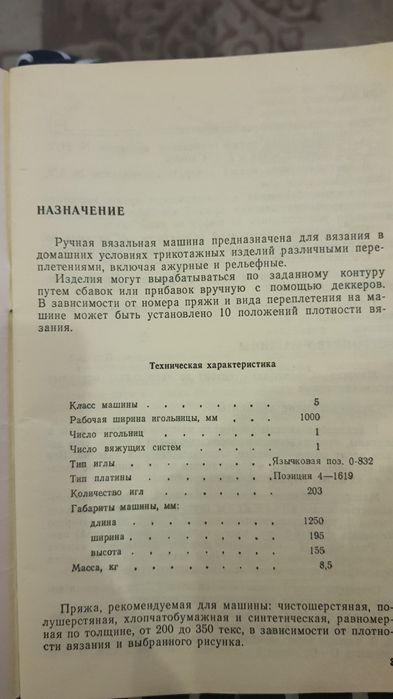 НАЗНАЧЕНИЕ
Ручная вязальная машина предназначена для вязания в
домашних условиях трикотажных изделий различными пере-
плетениями, включая ажурные и рельефные.
Изделия могут вырабатываться по заданному контуру
путем сбавок или прибавок вручную с помощью деккеров.
В зависимости от номера пряжи и вида переплетения на ма-
шине может быть установлено 10 положений плотности вя-
зания.
Техническая характеристика
Класс машины . . . . . . . . 5
Рабочая ширина игольницы, мм . . . 1000
Число игольниц . . . . . . . 1
Число вяжущих систем . . . . . 1
Тип иглы . . . . . . . . Язычковая поз. 0-832
Тип платины . . . . . . . Позиция 4—1619
Количество игл . . . . . . . 203
Габариты машины, мм:
длина . . . . . . . . 1250
ширина . . . . . . . . 195
высота . . . . . . . . 155
Масса, кг . . . . . . . . 8,5
Пряжа, рекомендуемая для машины: чистошерстяная, по-
лушерстяная, хлопчатобумажная и синтетическая, равномер-
ная по толщине, от 200 до 350 текс, в зависимости от плотно-
сти вязания и выбранного рисунка.